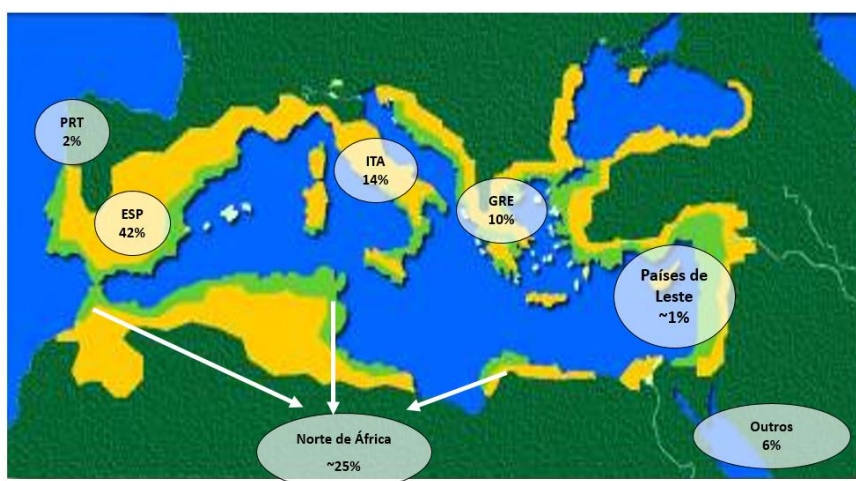 PRT
2%
ESP
42%
ITA
14%
GRE
10%
Países de
Leste
~1%
Norte de África
~25%
Outros
6%